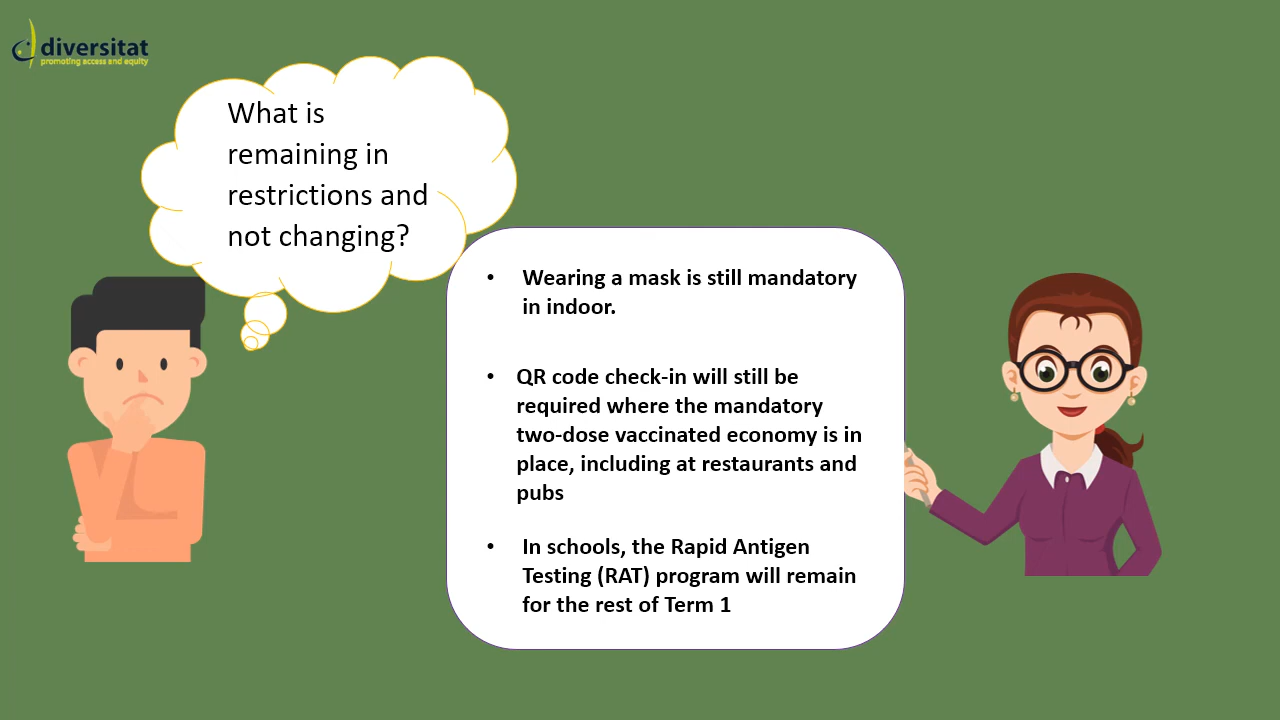 diversitat
promoting access and equity
What is
remaining in
restrictions and
not changing?
• Wearing a mask is still mandatory
in indoor.
• QR code check-in will still be
required where the mandatory
two-dose vaccinated economy is in
place, including at restaurants and
pubs
• In schools, the Rapid Antigen
Testing (RAT) program will remain
for the rest of Term 1